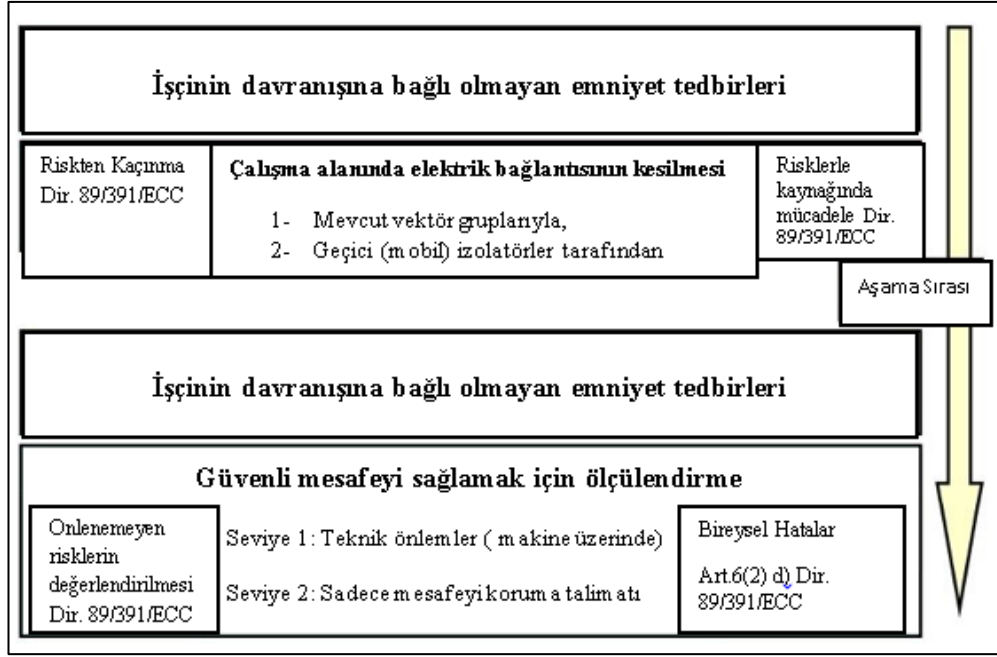 İşçinin davranışına bağlı olmayan emniyet tedbirleri
Riskten Kaçınma
Dir. 89/391/ECC
Çalışma alanında elektrik bağlantısının kesilmesi
1- Mevcut vektör gruplarıyla,
2- Geçici (mobil) izolatörler tarafından
Risklerle
kaynağında
mücadele Dir.
89/391/ECC
Aşama Sırası
İşçinin davranışına bağlı olmayan emniyet tedbirleri
Güvenli mesafeyi sağlamak için ölçülendirme
Onlenemeyen
risklerin
değerlendirilmesi
Dir. 89/391/ECC
Seviye 1: Teknik önlemler ( makine üzerinde)
Seviye 2: Sadece mesafeyi koruma talimatı
Bireysel Hatalar
Art.6(2) d) Dir.
89/391/ECC